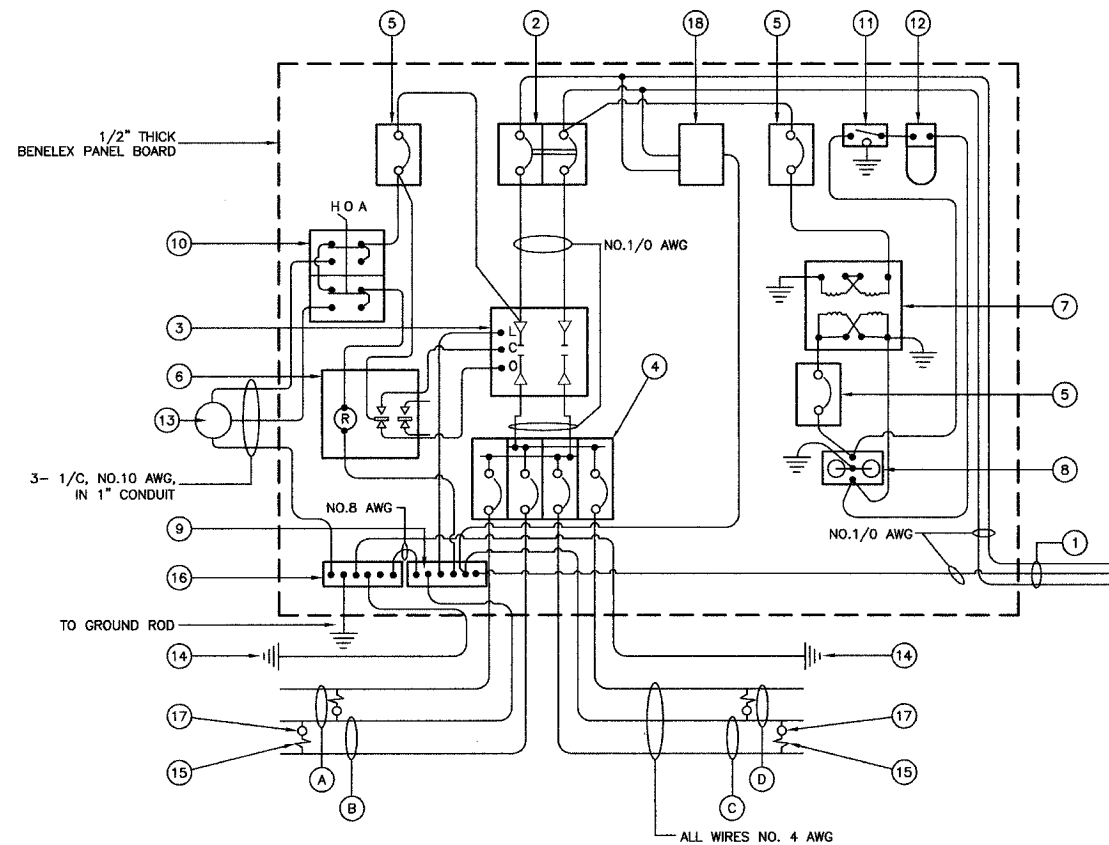 5
2
18
5
11
12
1/2" THICK
BENELEX PANEL BOARD
H O A
10
NO.1/0 AWG
7
3
L
C
O
6
4
5
R
13
8
3- 1/C, NO.10 AWG,
IN 1" CONDUIT
NO.8 AWG
9
NO.1/0 AWG
1
16
TO GROUND ROD
14
14
17
17
15
15
A
D
B
C
ALL WIRES NO. 4 AWG